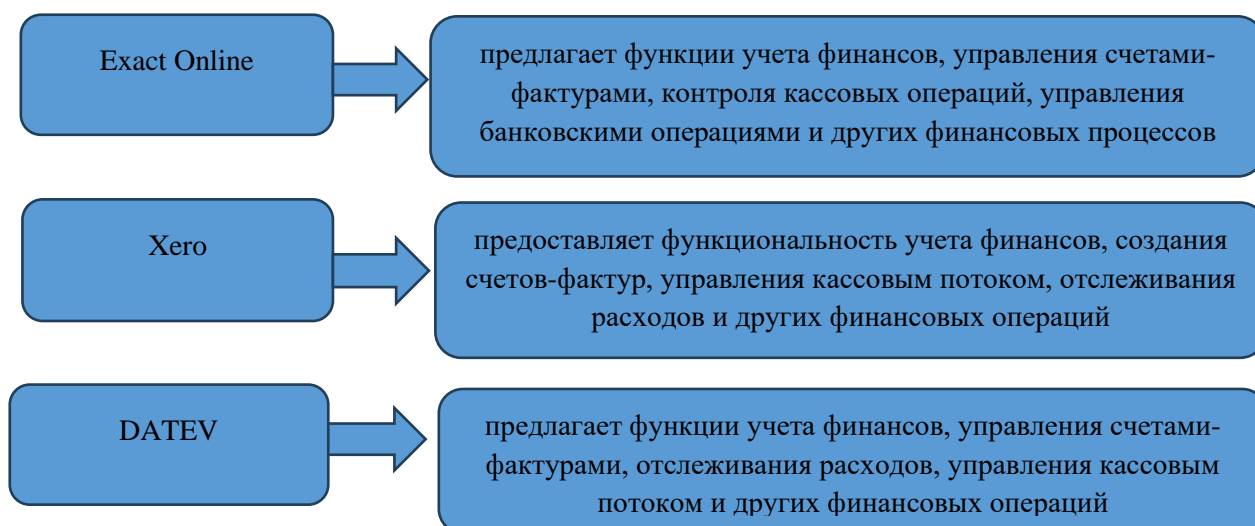 Exact Online
предлагает функции учета финансов, управления счетами-
фактурами, контроля кассовых операций, управления
банковскими операциями и других финансовых процессов
Xero
предоставляет функциональность учета финансов, создания
счетов-фактур, управления кассовым потоком, отслеживания
расходов и других финансовых операций
DATEV
предлагает функции учета финансов, управления счетами-
фактурами, отслеживания расходов, управления кассовым
потоком и других финансовых операций